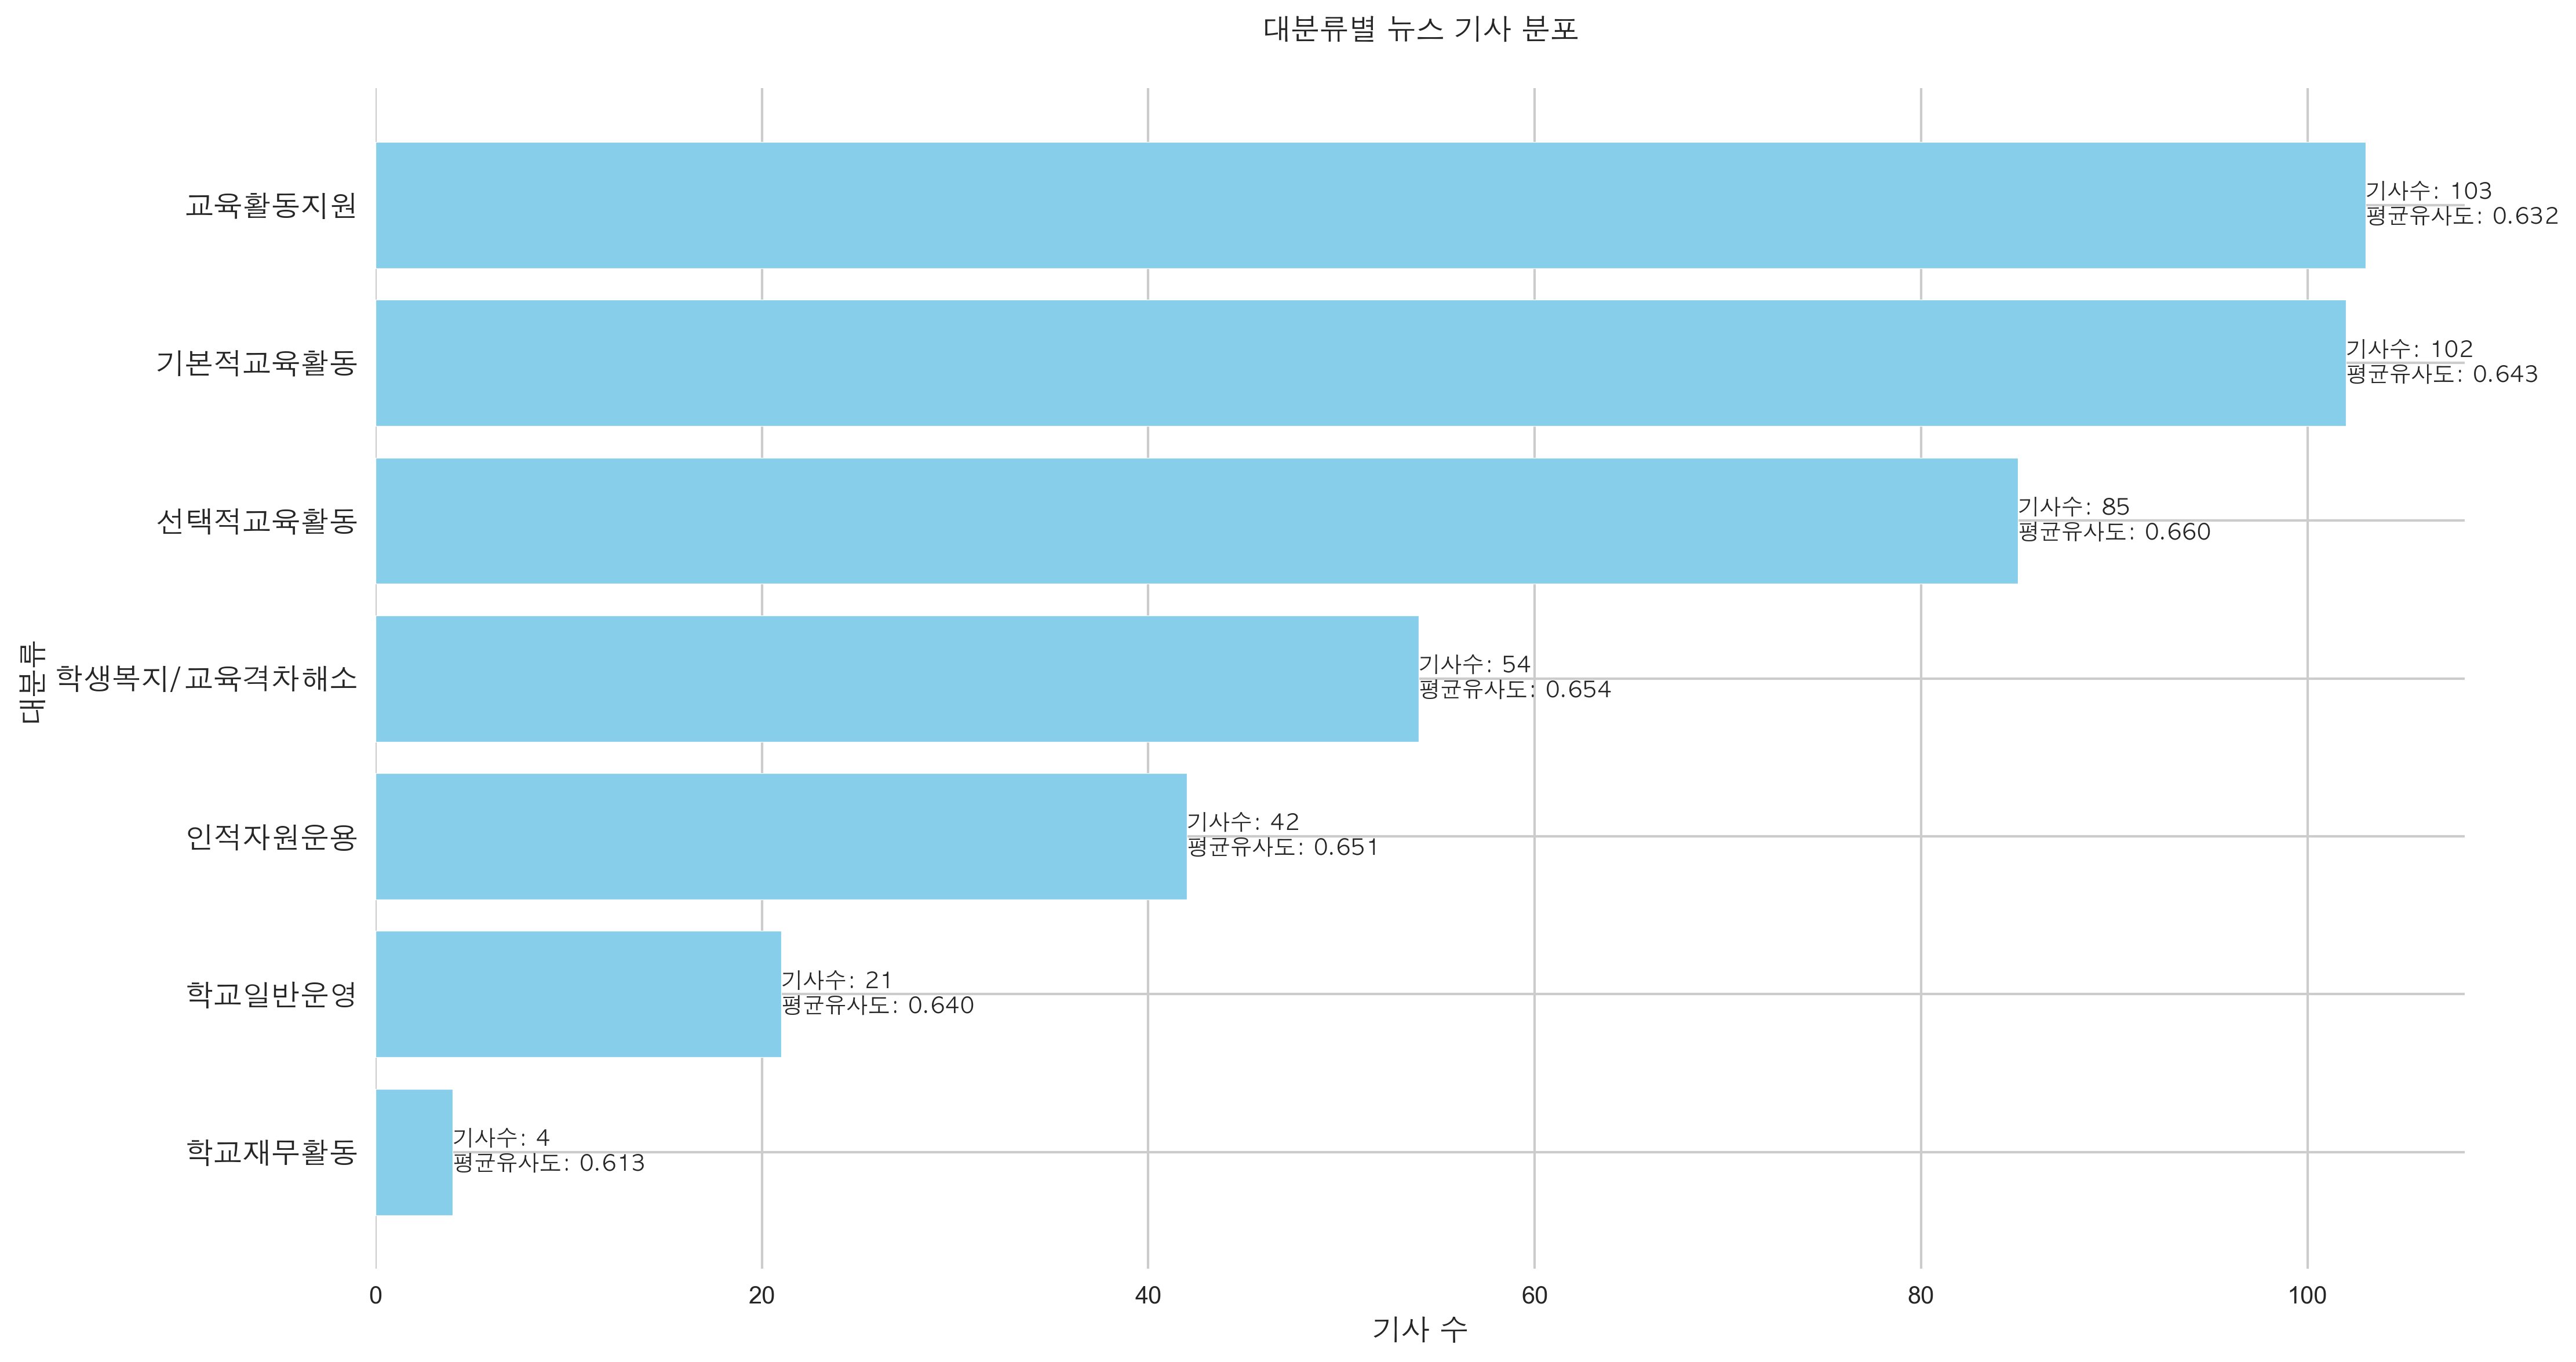 대분류별 뉴스 기사 분포
대분류
교육활동지원
기사수: 103
평균유사도: 0.632
기본적교육활동
기사수: 102
평균유사도: 0.643
선택적교육활동
기사수: 85
평균유사도: 0.660
학생복지/교육격차해소
기사수: 54
평균유사도: 0.654
인적자원운용
기사수: 42
평균유사도: 0.651
학교일반운영
기사수: 21
평균유사도: 0.640
학교재무활동
기사수: 4
평균유사도: 0.613
0 20 40 60 80 100
기사 수